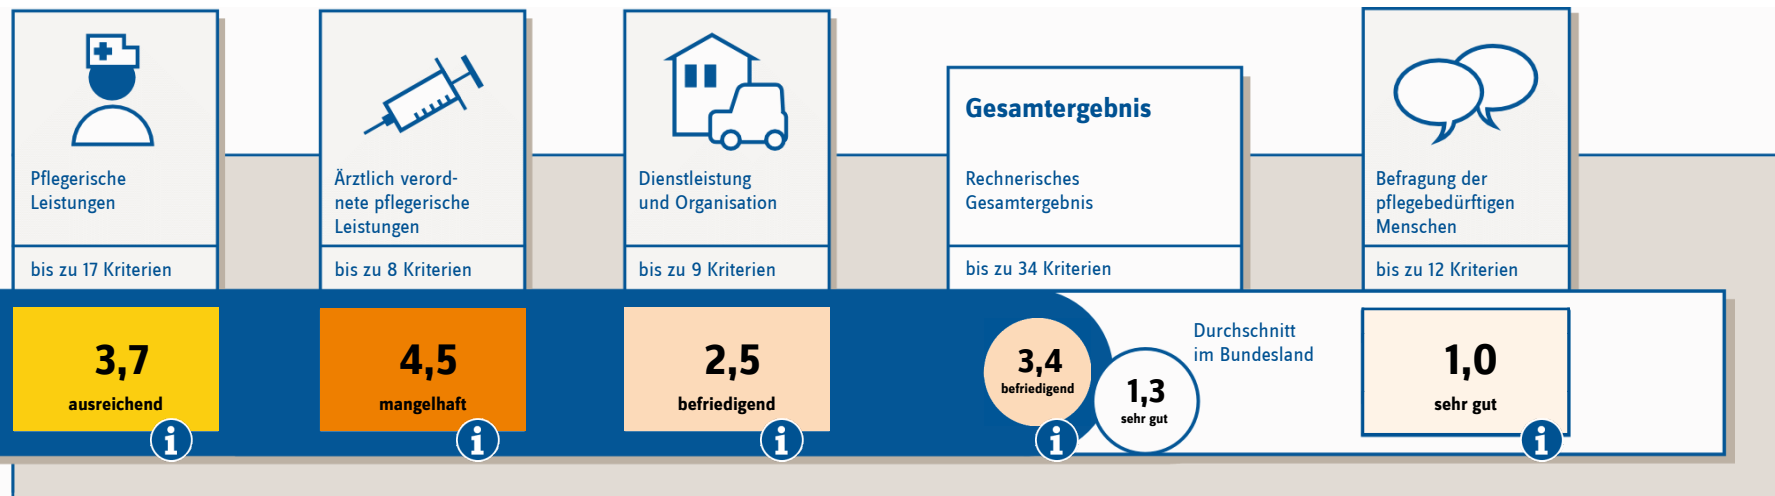 Pflegerische
Leistungen
bis zu 17 Kriterien
3,7
ausreichend
i
Ärztlich verord-
nete pflegerische
Leistungen
bis zu 8 Kriterien
4,5
mangelhaft
i
Dienstleistung
und Organisation
bis zu 9 Kriterien
2,5
befriedigend
i
Gesamtergebnis
Rechnerisches
Gesamtergebnis
bis zu 34 Kriterien
3,4
befriedigend
i
1,3
sehr gut
Durchschnitt
im Bundesland
Befragung der
pflegebedürftigen
Menschen
bis zu 12 Kriterien
1,0
sehr gut
i